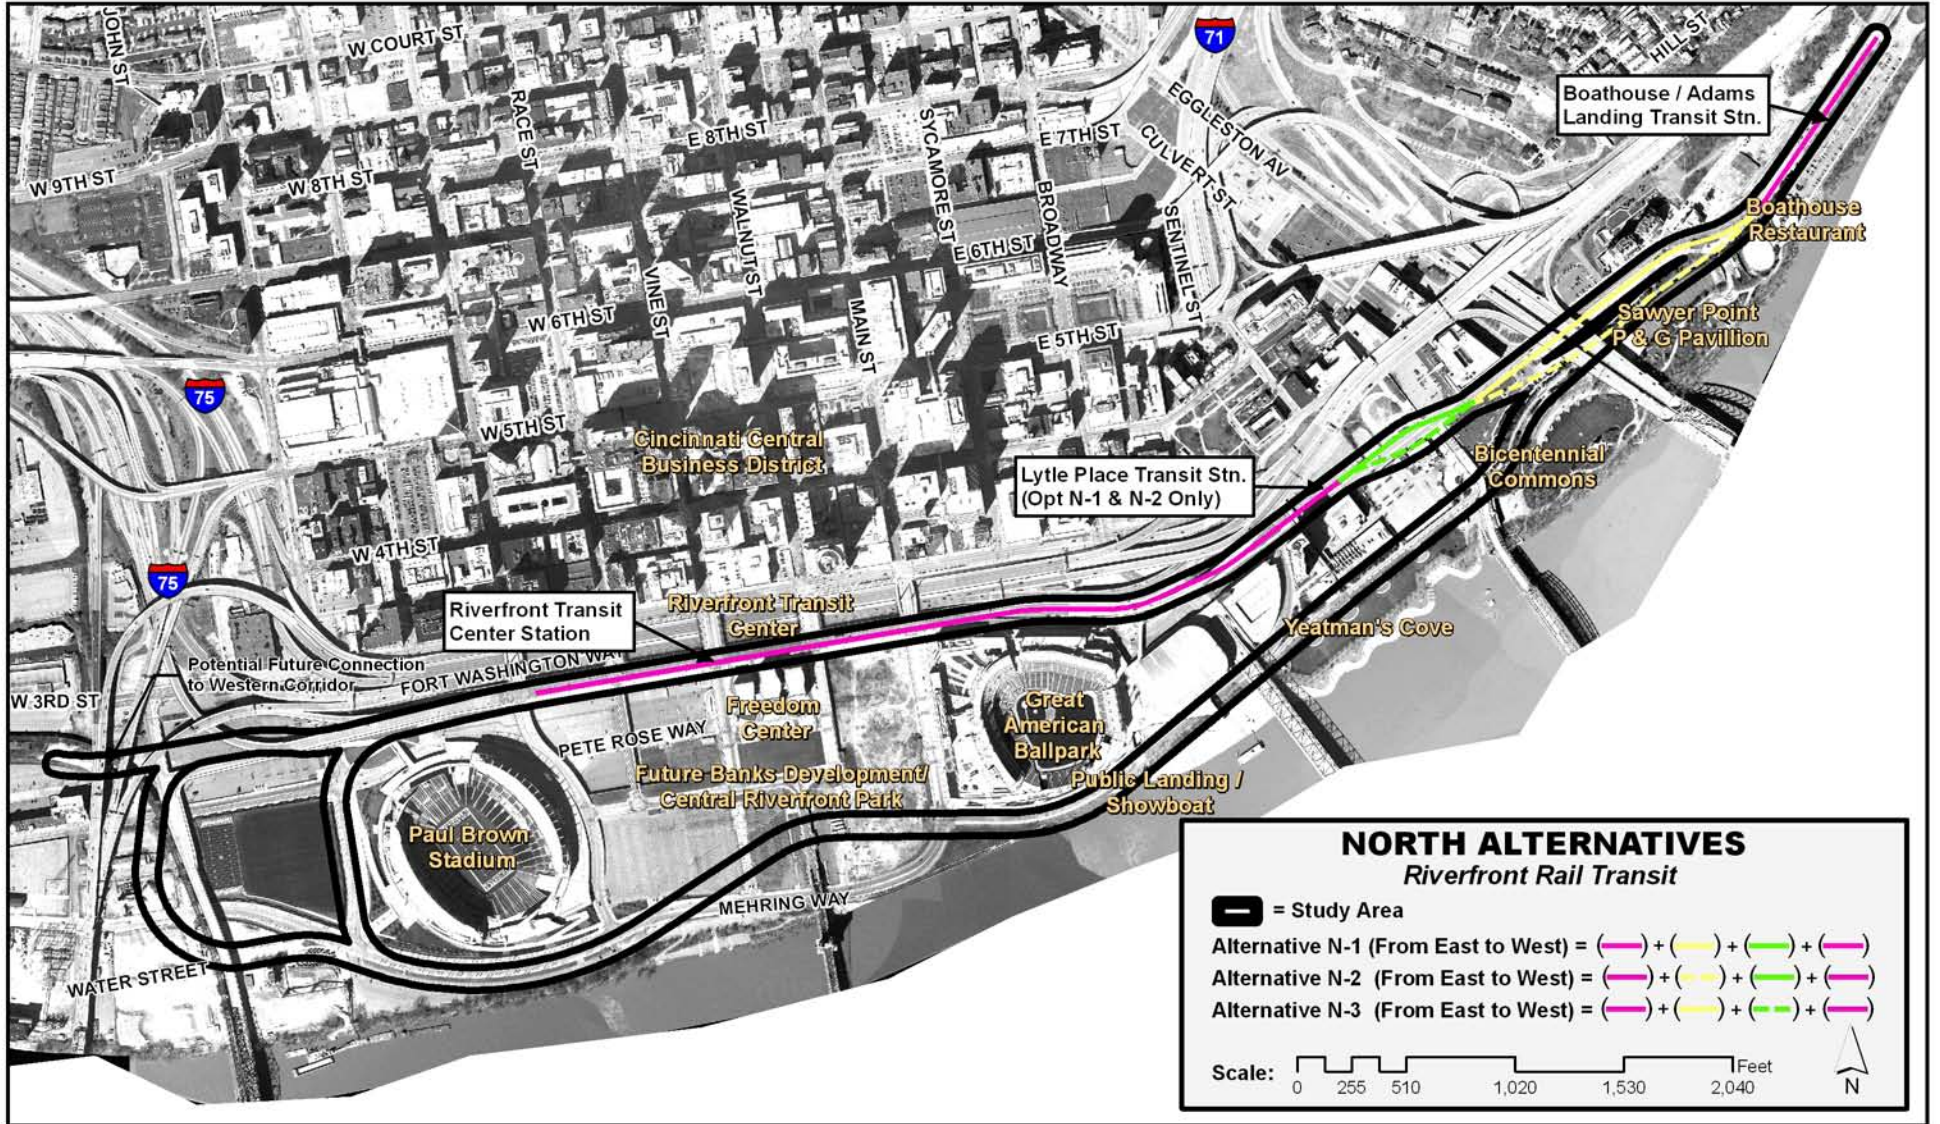 JOHN ST
W COURT ST
71
HILL ST
Boathouse / Adams
Landing Transit Stn.
RACE ST
E 8TH ST
SYCAMORE ST
E 7TH ST
EGGLESTON AV
CULVERT ST
W 9TH ST
W 8TH ST
WALNUT ST
BROADWAY
SENTINEL ST
Boathouse
Restaurant
E 6TH ST
VINE ST
MAIN ST
W 6TH ST
E 5TH ST
Sawyer Point
P & G Pavillion
75
W 5TH ST
Cincinnati Central
Business District
Lytle Place Transit Stn.
(Opt N-1 & N-2 Only)
Bicentennial
Commons
W 4TH ST
75
Riverfront Transit
Center Station
Riverfront Transit
Center
Yeatman's Cove
Potential Future Connection
to Western Corridor
FORT WASHINGTON WAY
W 3RD ST
Freedom
Center
Great
American
Ballpark
PETE ROSE WAY
Future Banks Development/
Central Riverfront Park
Public Landing /
Showboat
Paul Brown
Stadium
MEHRING WAY
WATER STREET
NORTH ALTERNATIVES
Riverfront Rail Transit
= Study Area
Alternative N-1 (From East to West) = ( ) + ( ) + ( ) + ( )
Alternative N-2 (From East to West) = ( ) + ( ) + ( ) + ( )
Alternative N-3 (From East to West) = ( ) + ( ) + ( ) + ( )
Scale:
Feet
0 255 510 1,020 1,530 2,040
N